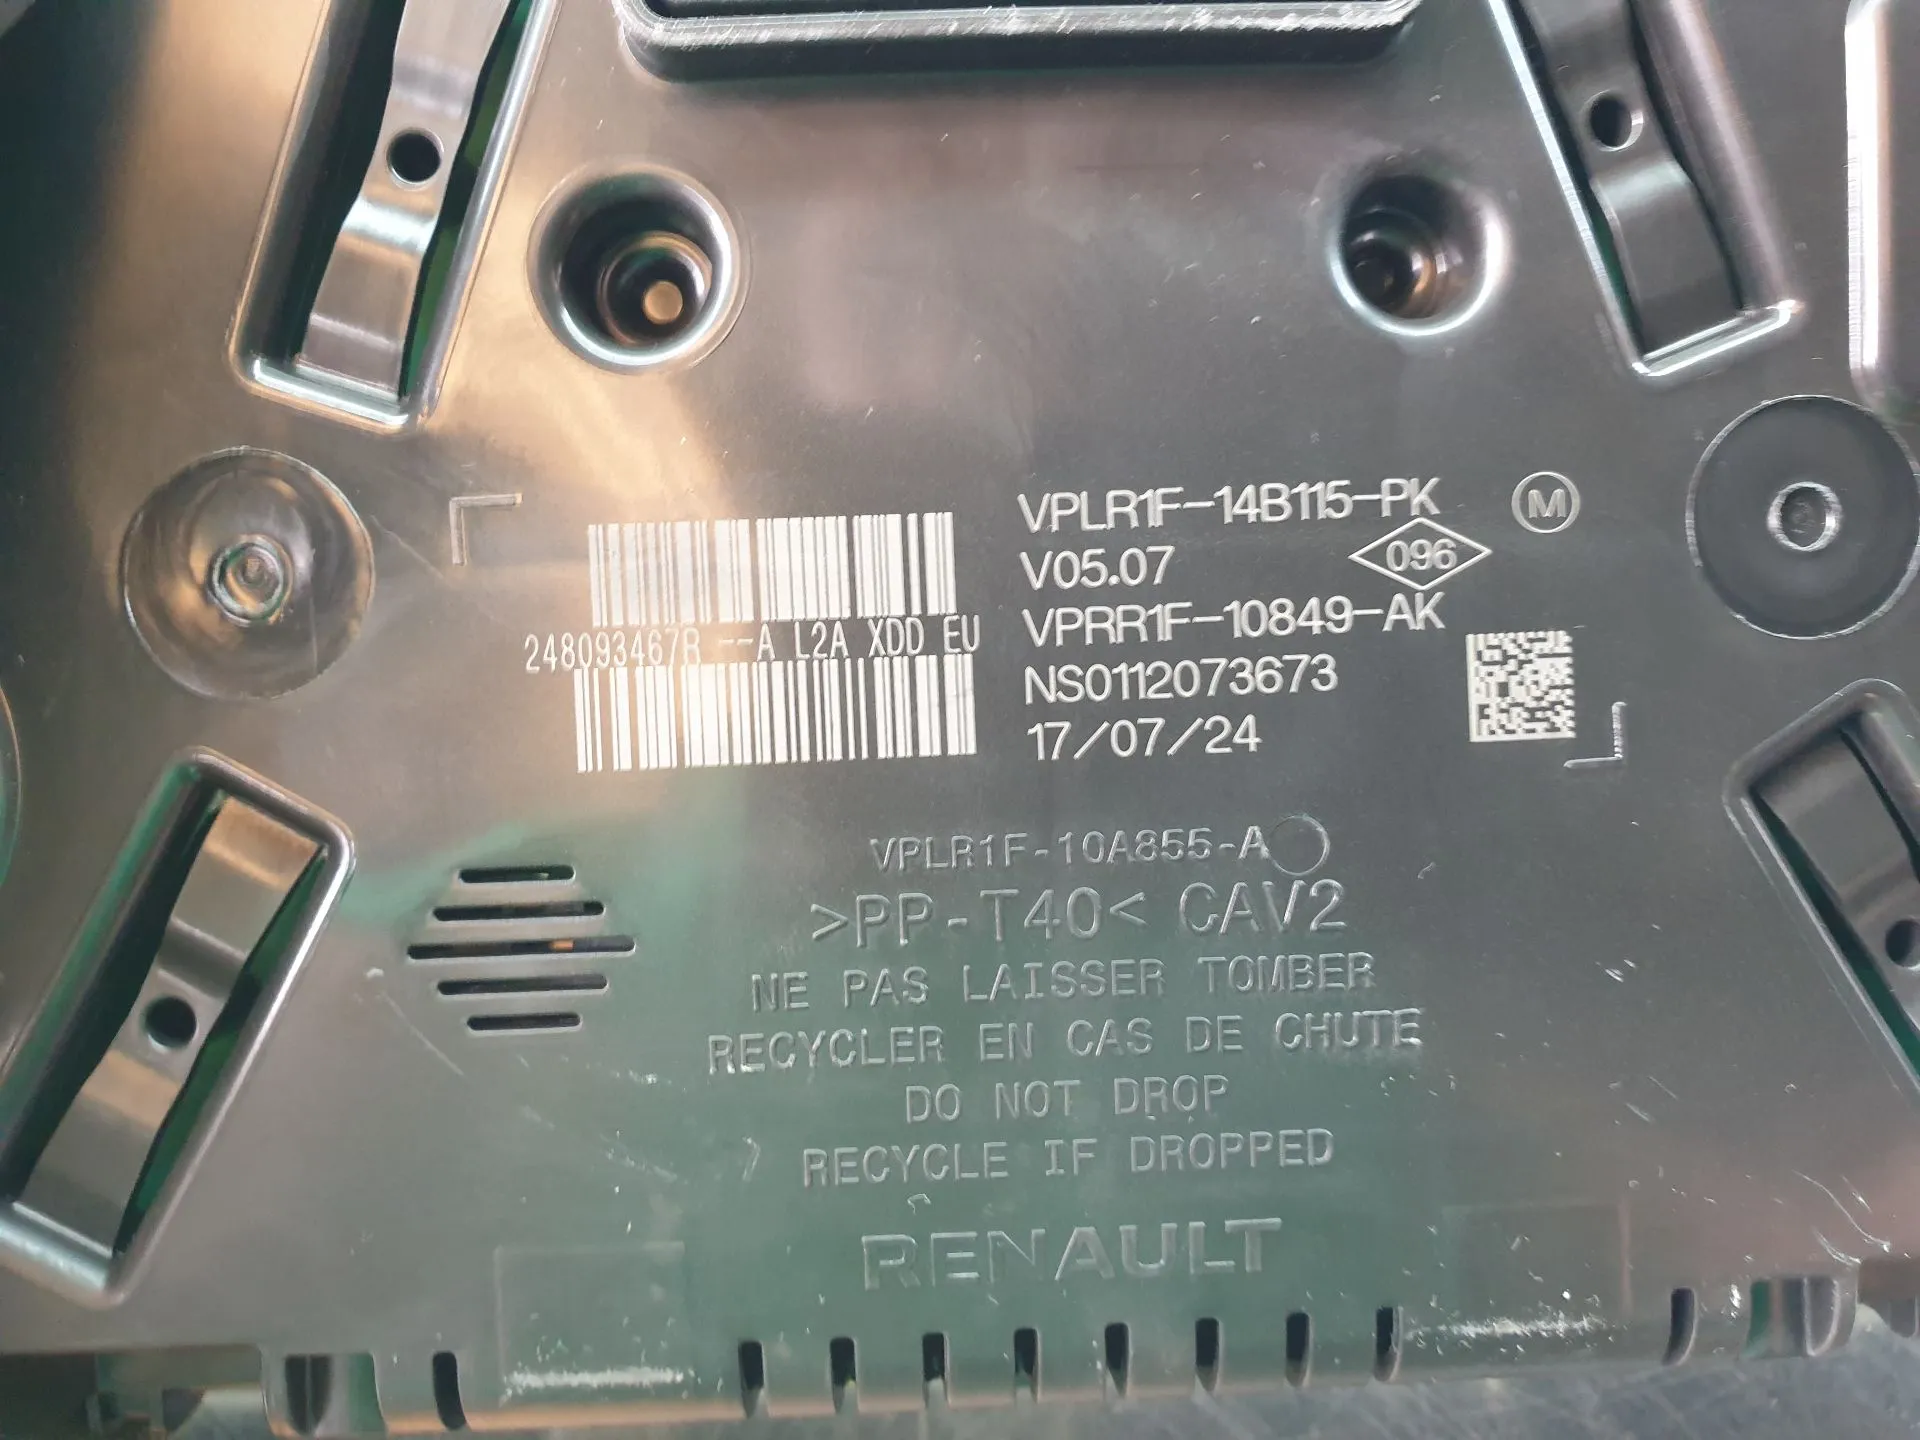 VPLR1F-14B115-PK
M
V05.07
096
248093467R --A L2A XDD EU
VPRR1F-10849-AK
NS0112073673
17/07/24
VPLR1F-10A855-A
>PP-T40< CAV2
NE PAS LAISSER TOMBER
RECYCLER EN CAS DE CHUTE
DO NOT DROP
RECYCLE IF DROPPED
RENAULT